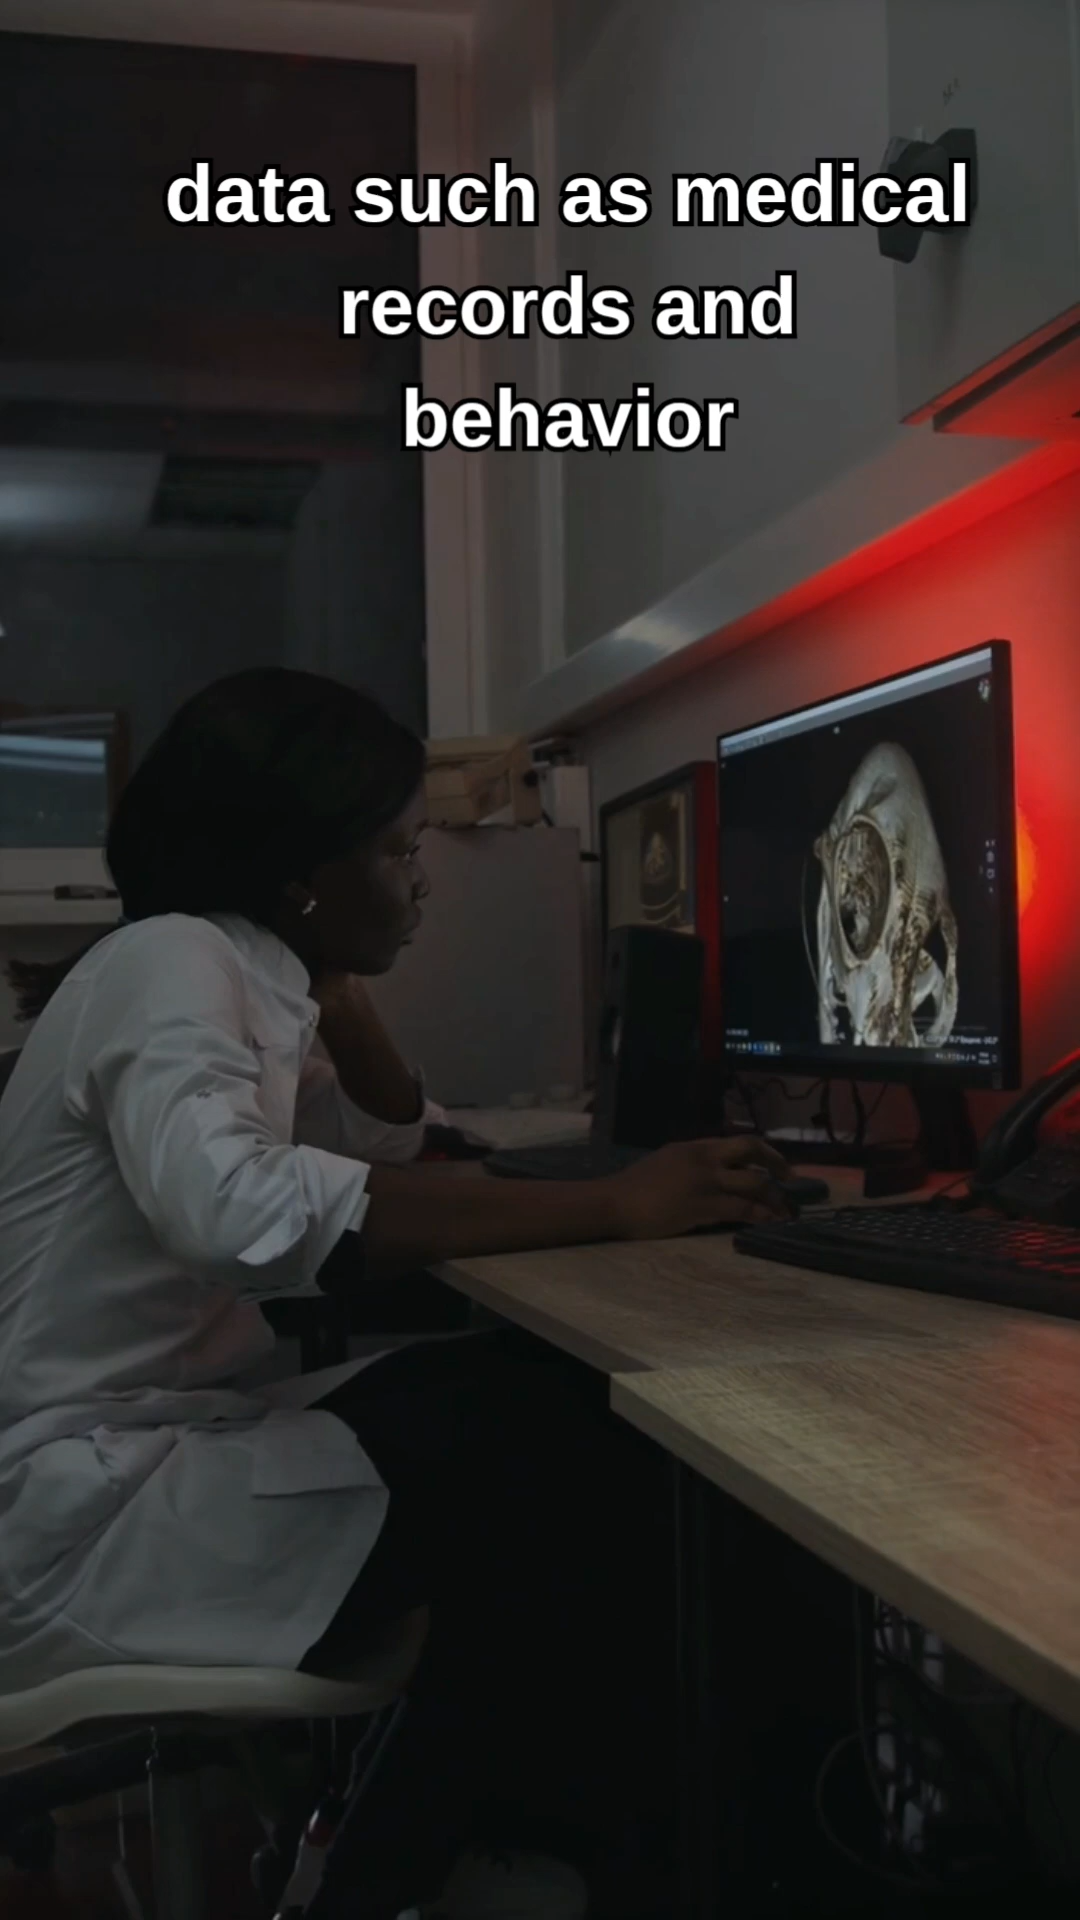 data such as medical
records and
behavior